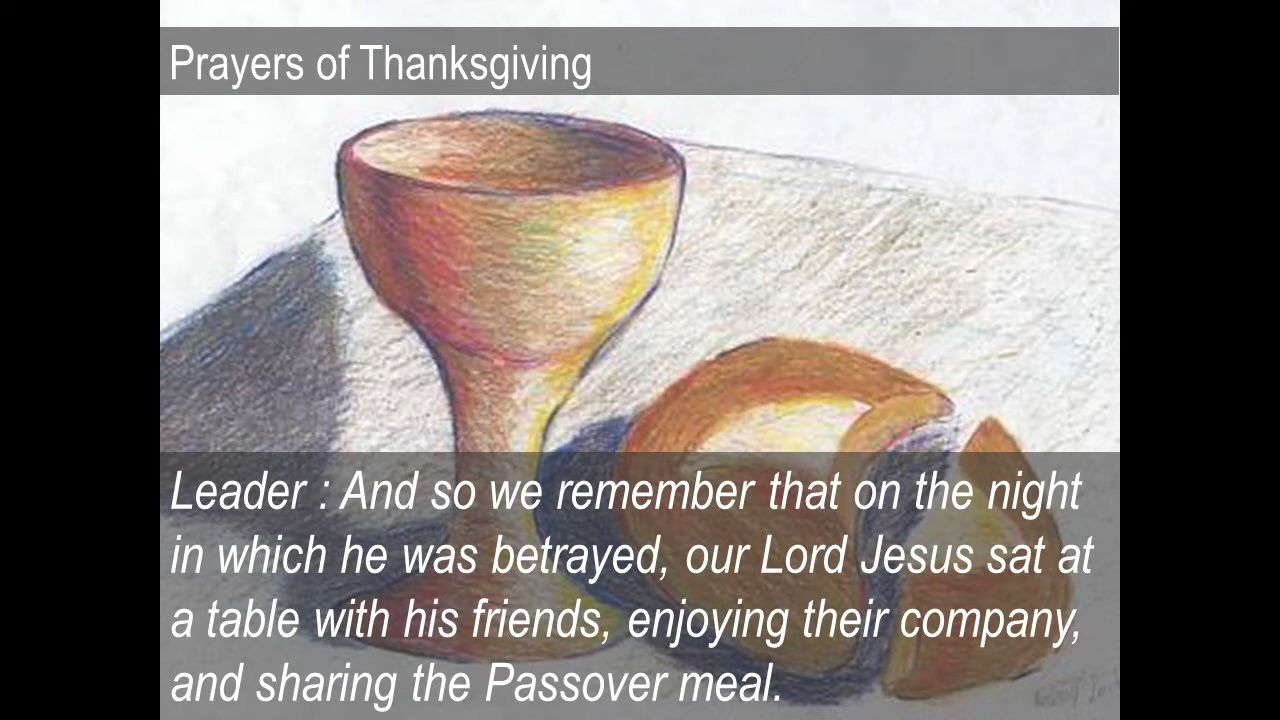 Prayers of Thanksgiving
Leader : And so we remember that on the night
in which he was betrayed, our Lord Jesus sat at
a table with his friends, enjoying their company,
and sharing the Passover meal.